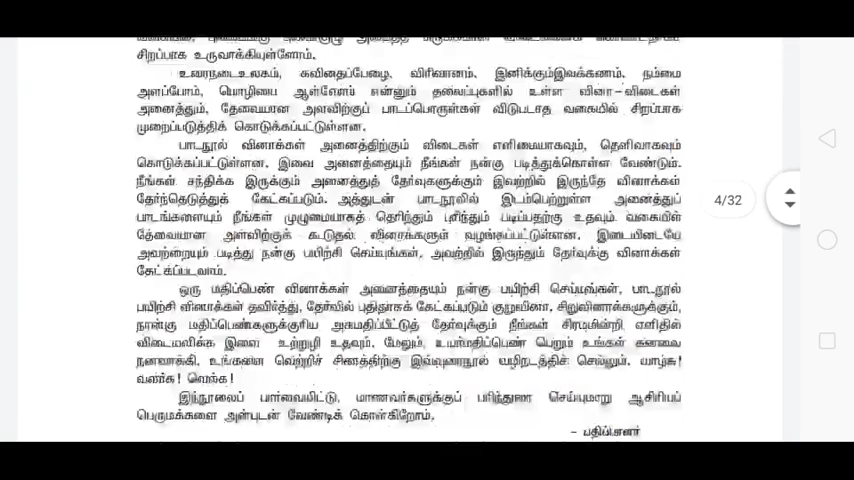 சிறப்பாக உருவாக்கியுள்ளோம்.
உரைநடைஉலகம், கவிதைப்பேழை, விரிவானம், இனிக்கும்இலக்கணம், நம்மை
அளப்போம், மொழியை ஆள்வோம் என்னும் தலைப்புகளில் உள்ள வினா-விடைகள்
அனைத்தும், தேவையான அளவிற்குப் பாடப்பொருள்கள் விடுபடாத வகையில் சிறப்பாக
முறைப்படுத்திக் கொடுக்கப்பட்டுள்ளன.
பாடநூல் வினாக்கள் அனைத்திற்கும் விடைகள் எளிமையாகவும், தெளிவாகவும்
கொடுக்கப்பட்டுள்ளன. இவை அனைத்தையும் நீங்கள் நன்கு படித்துக்கொள்ள வேண்டும்.
நீங்கள் சந்திக்க இருக்கும் அனைத்துத் தேர்வுகளுக்கும் இவற்றில் இருந்தே வினாக்கள்
தேர்ந்தெடுத்துக் கேட்கப்படும். அத்துடன் பாடநூலில் இடம்பெற்றுள்ள அனைத்துப்
பாடங்களையும் நீங்கள் முழுமையாகத் தெரிந்தும் புரிந்தும் படிப்பதற்கு உதவும் வகையில்
தேவையான அளவிற்குக் கூடுதல் வினாக்களும் வழங்கப்பட்டுள்ளன. இடையிடையே
அவற்றையும் படித்து நன்கு பயிற்சி செய்யுங்கள். அவற்றில் இருந்தும் தேர்வுக்கு வினாக்கள்
கேட்கப்படலாம்.
ஒரு மதிப்பெண் வினாக்கள் அனைத்தையும் நன்கு பயிற்சி செய்யுங்கள். பாடநூல்
பயிற்சி வினாக்கள் தவிர்த்து, தேர்வில் புதிதாகக் கேட்கப்படும் குறுவினா, சிறுவினாக்களுக்கும்,
நான்கு மதிப்பெண்களுக்குரிய அகமதிப்பீட்டுத் தேர்வுக்கும் நீங்கள் சிரமமின்றி எளிதில்
விடையளிக்க இவை உற்றுழி உதவும். மேலும், உயர்மதிப்பெண் பெறும் உங்கள் கனவை
நனவாக்கி, உங்களை வெற்றிச் சிகரத்திற்கு இவ்வுரைநூல் வழிநடத்திச் செல்லும். வாழ்க!
வளர்க! வெல்க!
இந்நூலைப் பார்வையிட்டு, மாணவர்களுக்குப் பரிந்துரை செய்யுமாறு ஆசிரியப்
பெருமக்களை அன்புடன் வேண்டிக் கொள்கிறோம்.
- பதிப்பாளர்
4/32